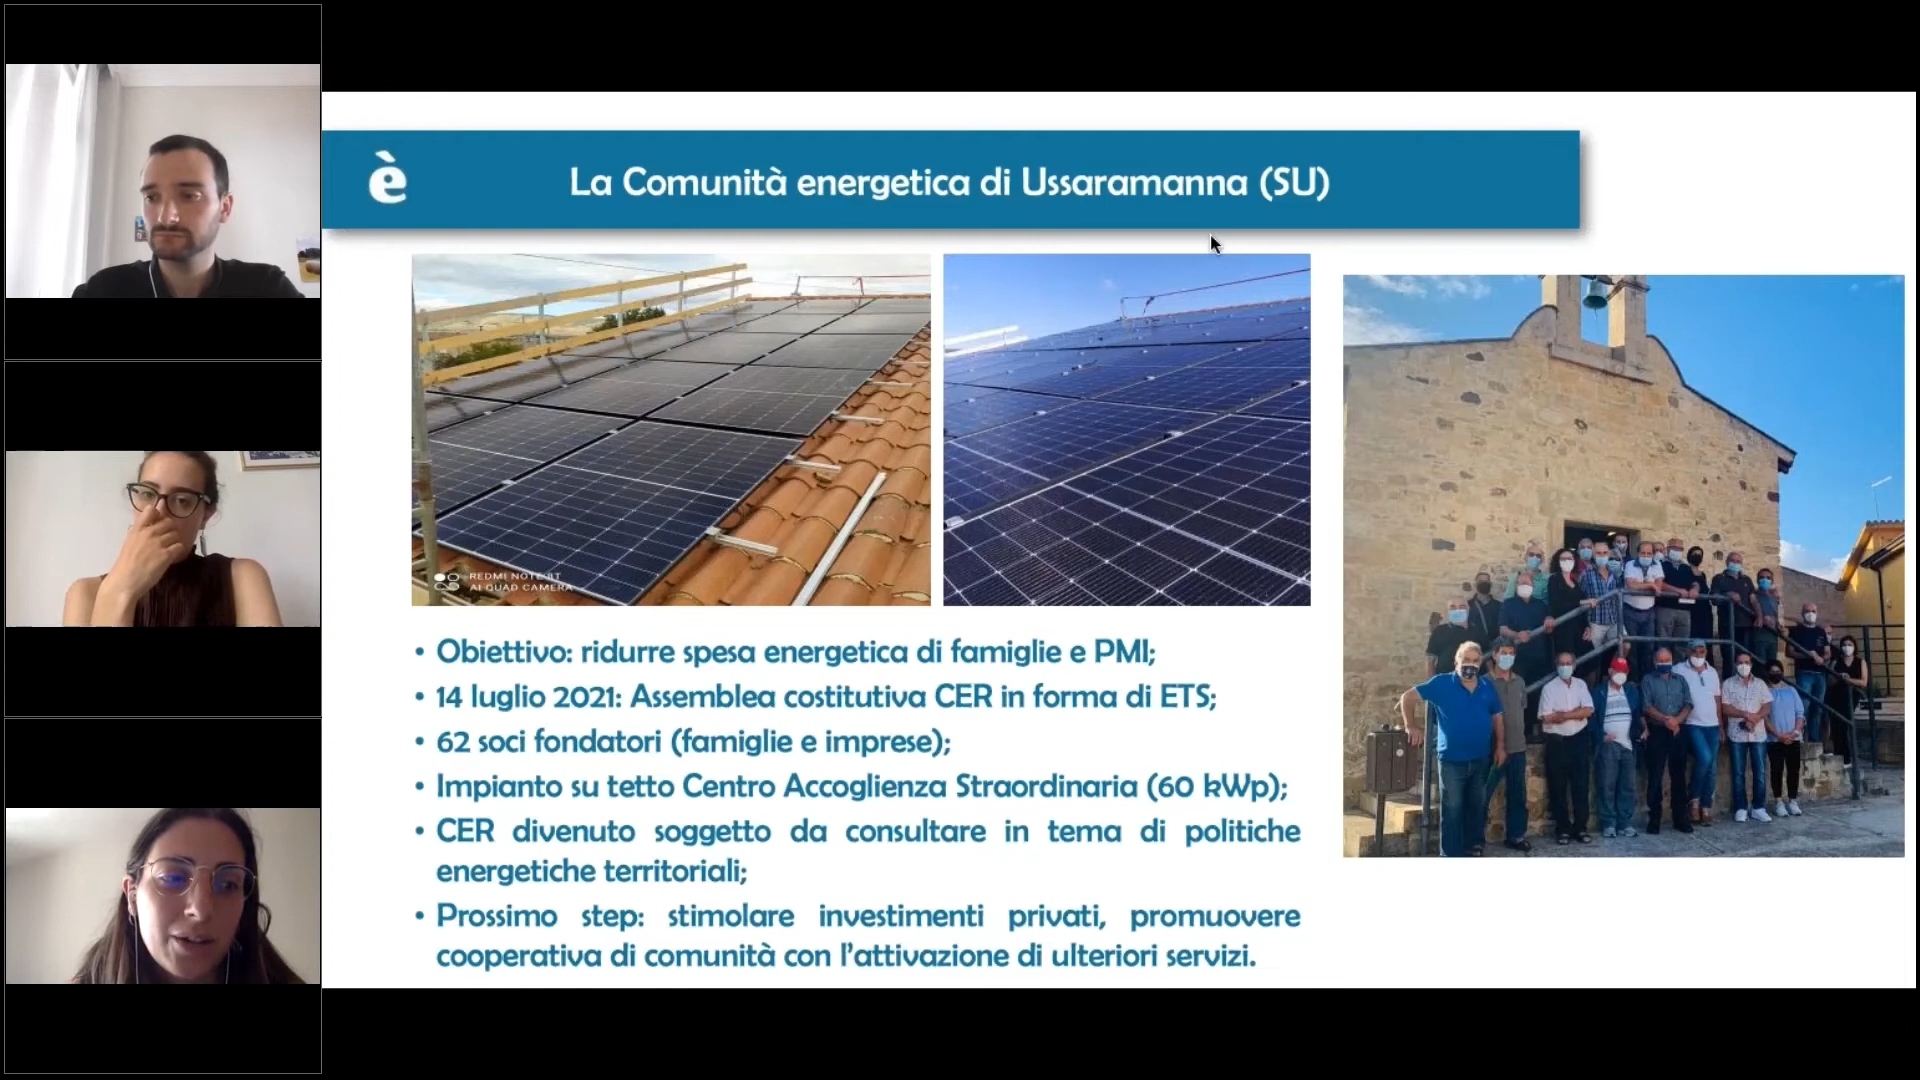 è
La Comunità energetica di Ussaramanna (SU)
REDMI NOTE 8T
AI QUAD CAMERA
• Obiettivo: ridurre spesa energetica di famiglie e PMI;
• 14 luglio 2021: Assemblea costitutiva CER in forma di ETS;
• 62 soci fondatori (famiglie e imprese);
• Impianto su tetto Centro Accoglienza Straordinaria (60 kWp);
• CER divenuto soggetto da consultare in tema di politiche
energetiche territoriali;
• Prossimo step: stimolare investimenti privati, promuovere
cooperativa di comunità con l'attivazione di ulteriori servizi.